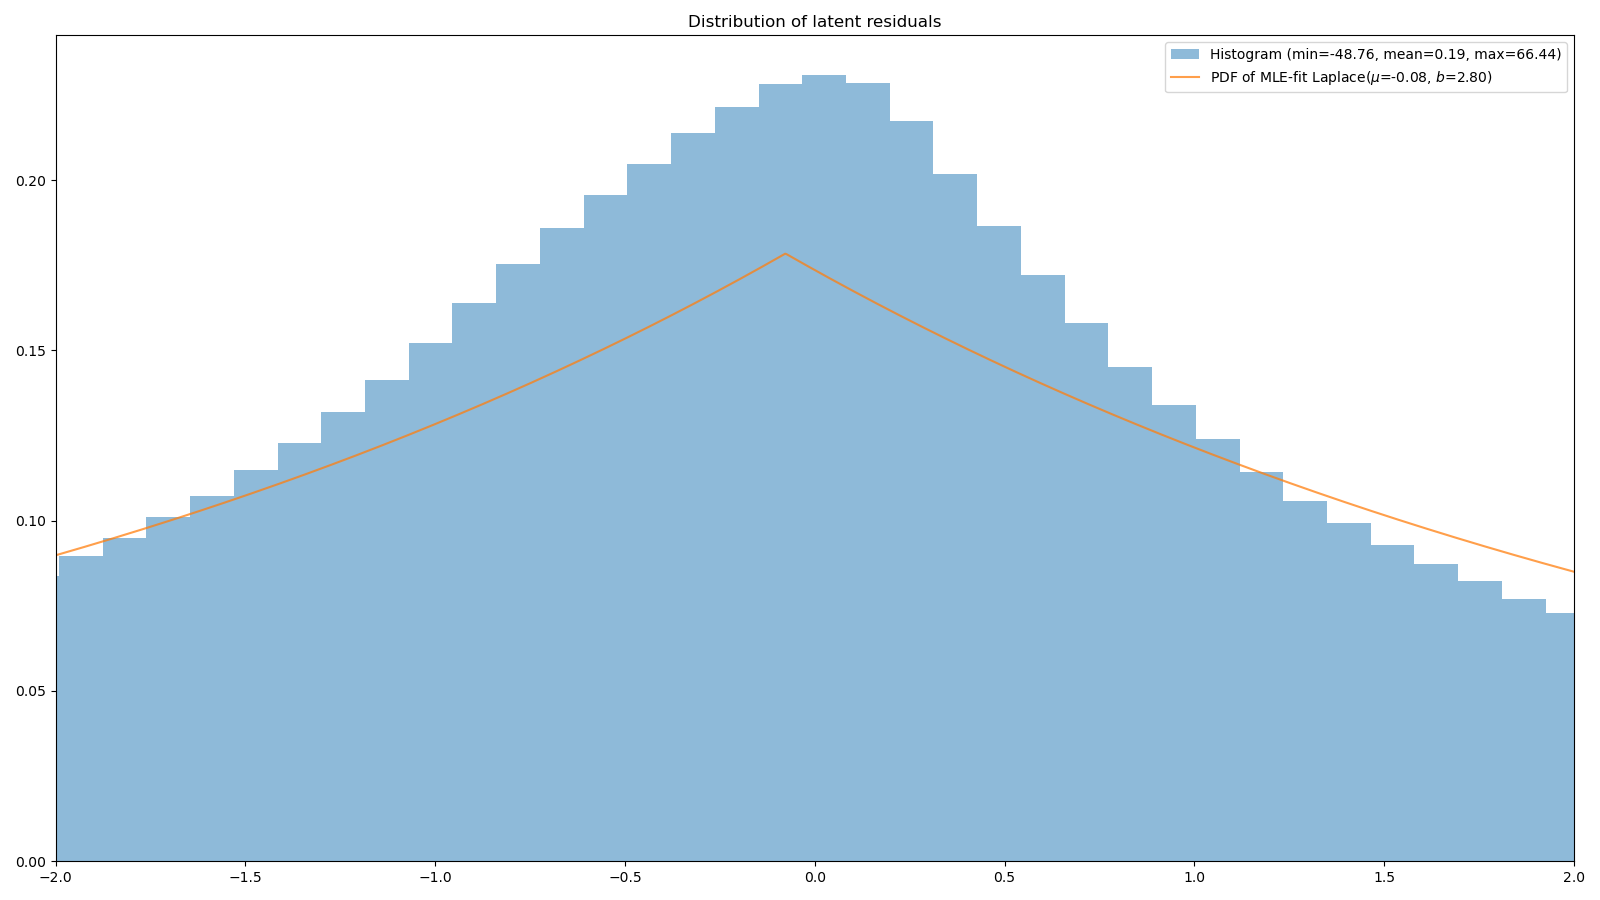 Distribution of latent residuals
Histogram (min=-48.76, mean=0.19, max=66.44)
PDF of MLE-fit Laplace(μ=-0.08, b=2.80)
0.20
0.15
0.10
0.05
0.00
−2.0 −1.5 −1.0 −0.5 0.0 0.5 1.0 1.5 2.0